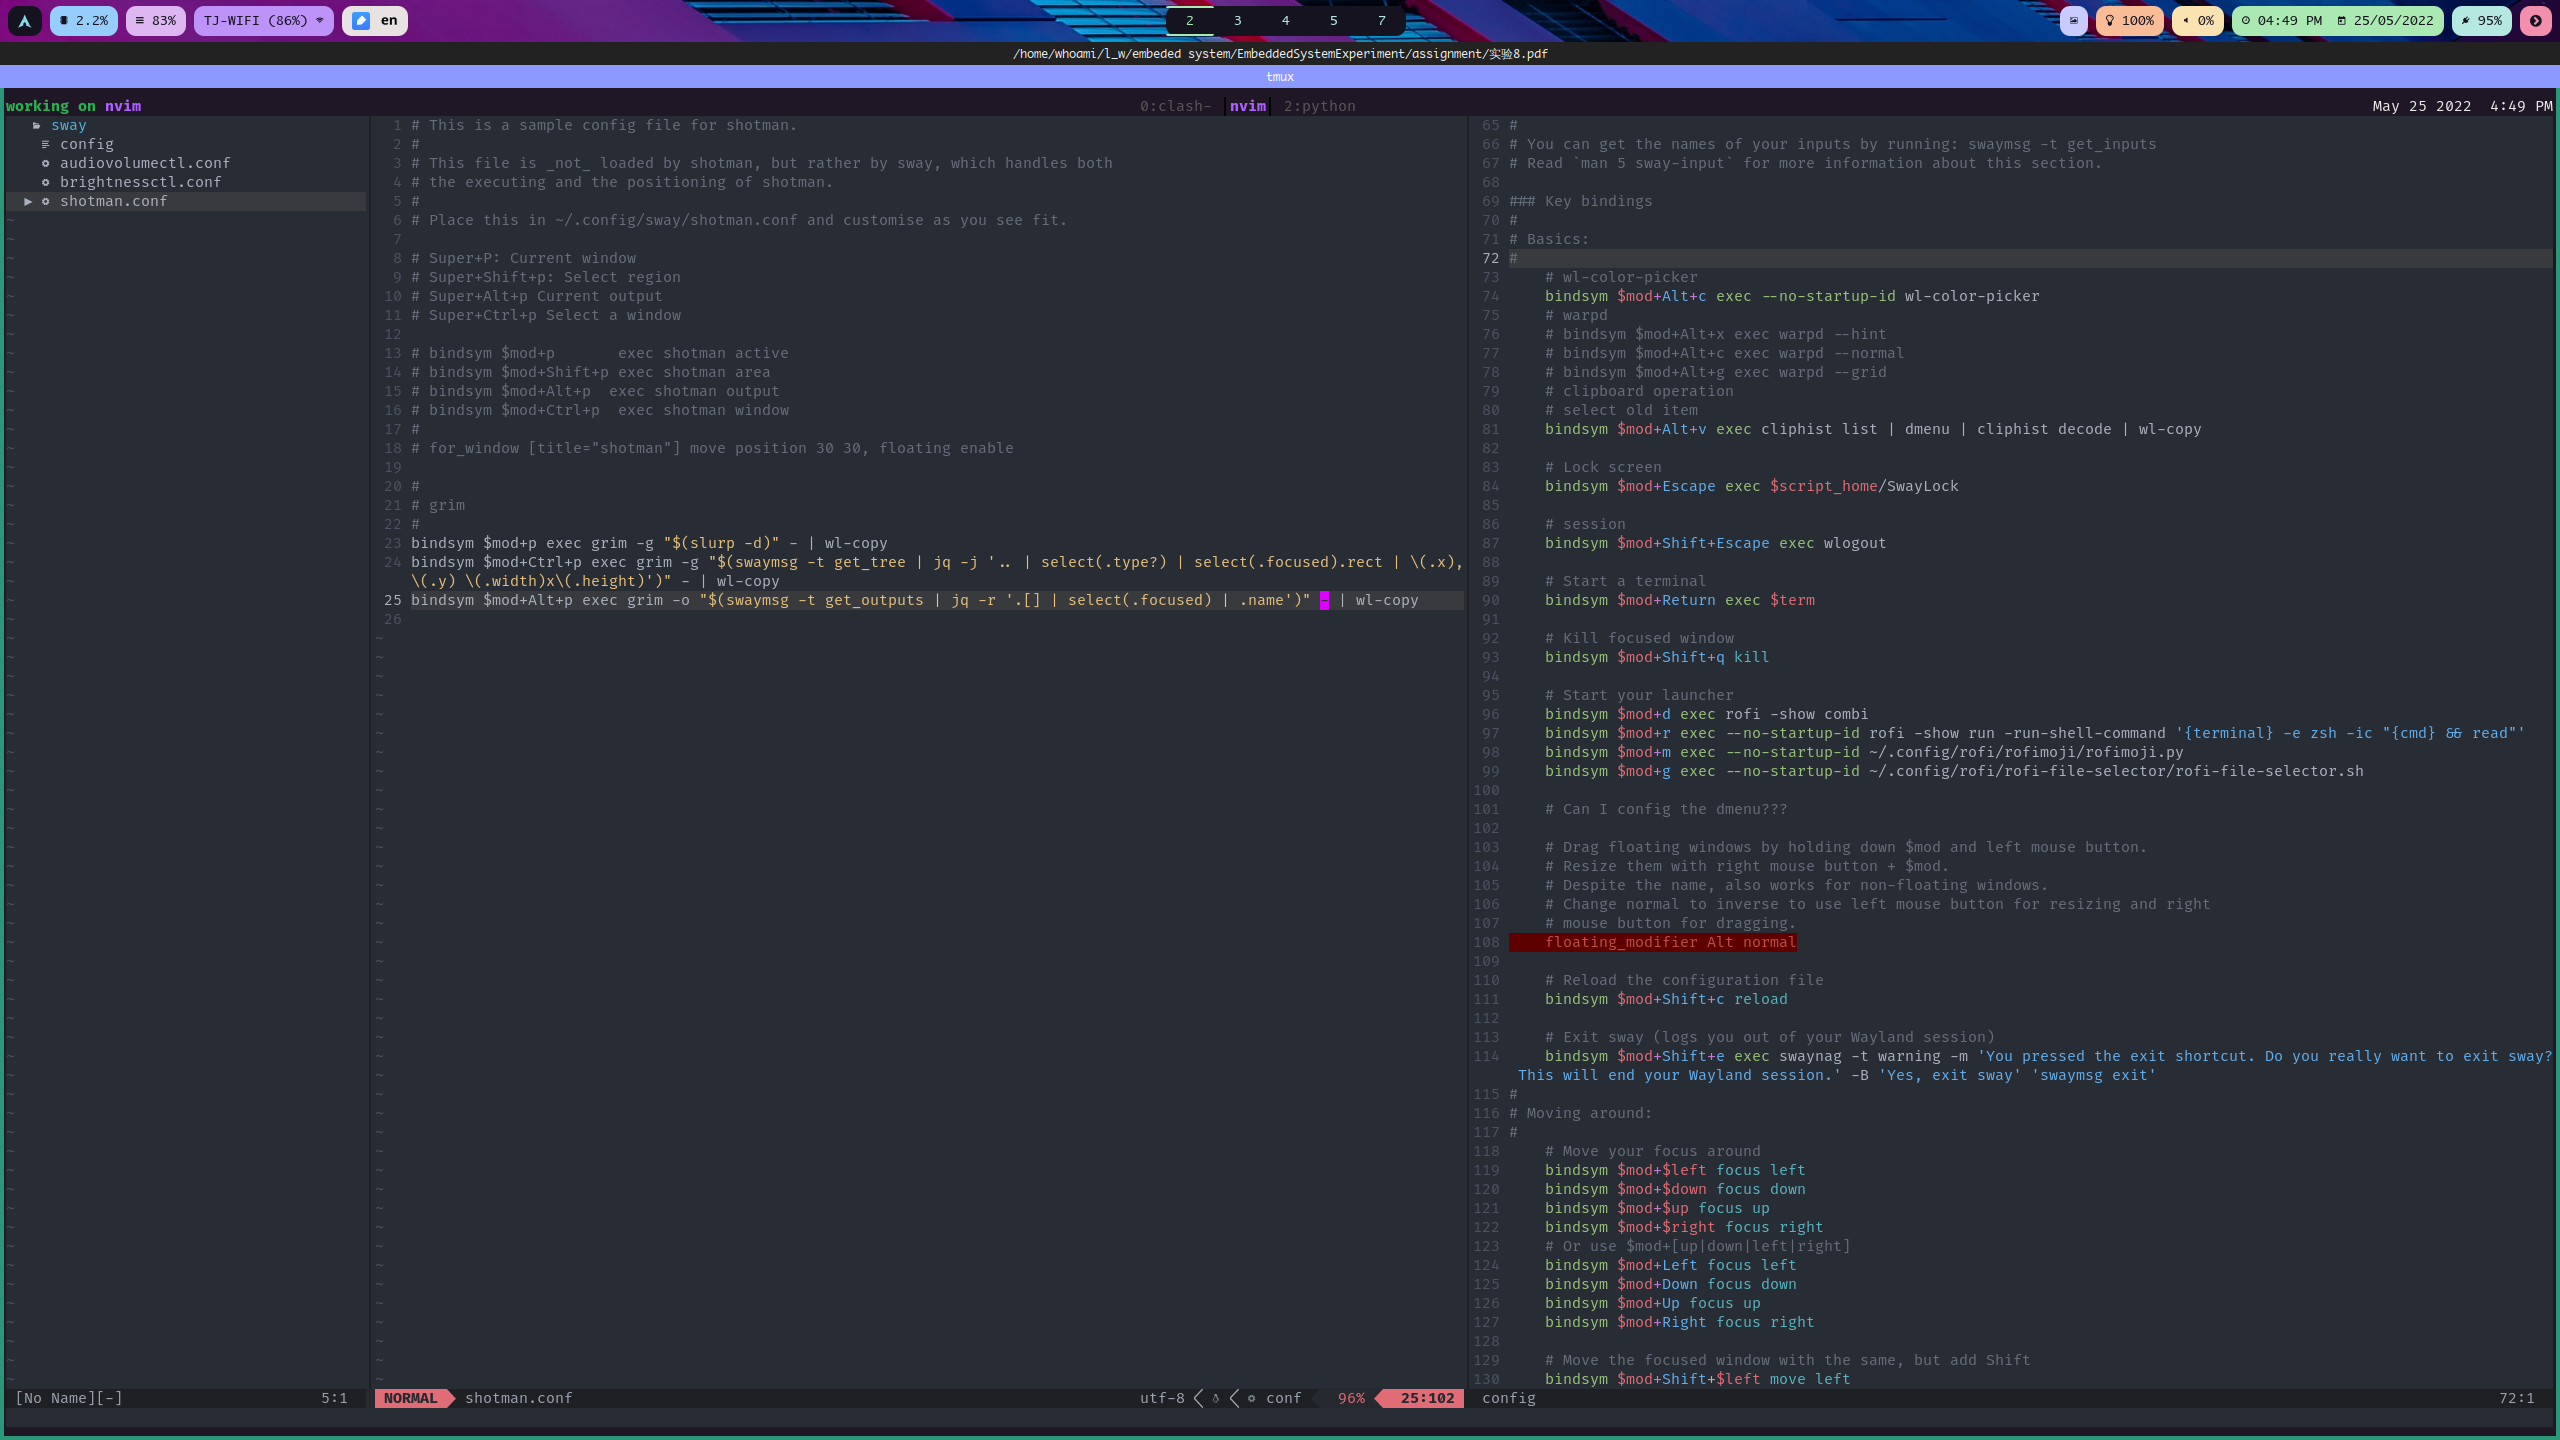 2.2%
83%
TJ-WIFI (86%)
en
2 3 4 5 7
100%
0%
04:49 PM 25/05/2022
95%
/home/whoami/l_w/embeded system/EmbeddedSystemExperiment/assignment/实验8.pdf
tmux
working on nvim
0:clash- nvim 2:python
May 25 2022 4:49 PM
sway
config
audiovolumectl.conf
brightnessctl.conf
shotman.conf
1 # This is a sample config file for shotman.
2 #
3 # This file is _not_ loaded by shotman, but rather by sway, which handles both
4 # the executing and the positioning of shotman.
5 #
6 # Place this in ~/.config/sway/shotman.conf and customise as you see fit.
7
8 # Super+P: Current window
9 # Super+Shift+p: Select region
10 # Super+Alt+p Current output
11 # Super+Ctrl+p Select a window
12
13 # bindsym $mod+p       exec shotman active
14 # bindsym $mod+Shift+p exec shotman area
15 # bindsym $mod+Alt+p  exec shotman output
16 # bindsym $mod+Ctrl+p  exec shotman window
17 #
18 # for_window [title="shotman"] move position 30 30, floating enable
19
20 #
21 # grim
22 #
23 bindsym $mod+p exec grim -g "$(slurp -d)" - | wl-copy
24 bindsym $mod+Ctrl+p exec grim -g "$(swaymsg -t get_tree | jq -j '.. | select(.type?) | select(.focused).rect | \(.x),
\(.y) \(.width)x\(.height)')" - | wl-copy
25 bindsym $mod+Alt+p exec grim -o "$(swaymsg -t get_outputs | jq -r '.[] | select(.focused) | .name')" - | wl-copy
26
[No Name][-] 5:1
NORMAL shotman.conf utf-8 conf 96% 25:102
65 #
66 # You can get the names of your inputs by running: swaymsg -t get_inputs
67 # Read `man 5 sway-input` for more information about this section.
68
69 ### Key bindings
70 #
71 # Basics:
72 #
73     # wl-color-picker
74     bindsym $mod+Alt+c exec --no-startup-id wl-color-picker
75     # warpd
76     # bindsym $mod+Alt+x exec warpd --hint
77     # bindsym $mod+Alt+c exec warpd --normal
78     # bindsym $mod+Alt+g exec warpd --grid
79     # clipboard operation
80     # select old item
81     bindsym $mod+Alt+v exec cliphist list | dmenu | cliphist decode | wl-copy
82
83     # Lock screen
84     bindsym $mod+Escape exec $script_home/SwayLock
85
86     # session
87     bindsym $mod+Shift+Escape exec wlogout
88
89     # Start a terminal
90     bindsym $mod+Return exec $term
91
92     # Kill focused window
93     bindsym $mod+Shift+q kill
94
95     # Start your launcher
96     bindsym $mod+d exec rofi -show combi
97     bindsym $mod+r exec --no-startup-id rofi -show run -run-shell-command '{terminal} -e zsh -ic "{cmd} && read"'
98     bindsym $mod+m exec --no-startup-id ~/.config/rofi/rofimoji/rofimoji.py
99     bindsym $mod+g exec --no-startup-id ~/.config/rofi/rofi-file-selector/rofi-file-selector.sh
100
101     # Can I config the dmenu???
102
103     # Drag floating windows by holding down $mod and left mouse button.
104     # Resize them with right mouse button + $mod.
105     # Despite the name, also works for non-floating windows.
106     # Change normal to inverse to use left mouse button for resizing and right
107     # mouse button for dragging.
108     floating_modifier Alt normal
109
110     # Reload the configuration file
111     bindsym $mod+Shift+c reload
112
113     # Exit sway (logs you out of your Wayland session)
114     bindsym $mod+Shift+e exec swaynag -t warning -m 'You pressed the exit shortcut. Do you really want to exit sway?
This will end your Wayland session.' -B 'Yes, exit sway' 'swaymsg exit'
115 #
116 # Moving around:
117 #
118     # Move your focus around
119     bindsym $mod+$left focus left
120     bindsym $mod+$down focus down
121     bindsym $mod+$up focus up
122     bindsym $mod+$right focus right
123     # Or use $mod+[up|down|left|right]
124     bindsym $mod+Left focus left
125     bindsym $mod+Down focus down
126     bindsym $mod+Up focus up
127     bindsym $mod+Right focus right
128
129     # Move the focused window with the same, but add Shift
130     bindsym $mod+Shift+$left move left
config 72:1